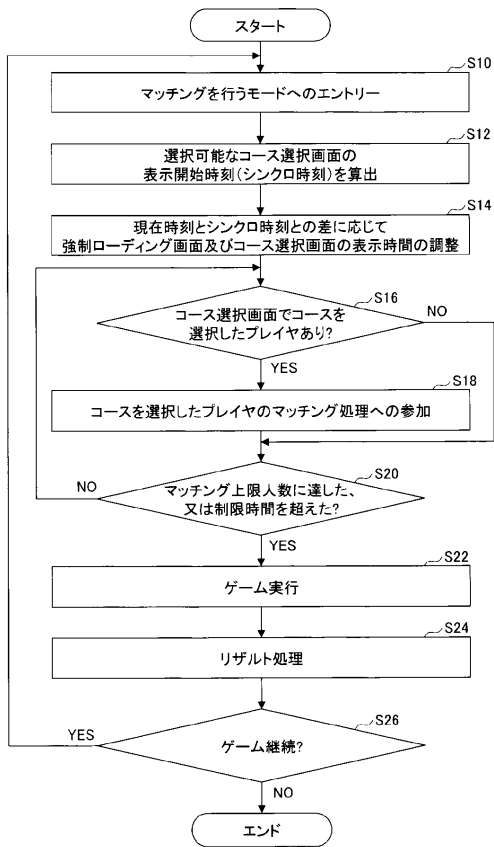 スタート
S10
マッチングを行うモードへのエントリー
S12
選択可能なコース選択画面の
表示開始時刻(シンクロ時刻)を算出
S14
現在時刻とシンクロ時刻との差に応じて
強制ローディング画面及びコース選択画面の表示時間の調整
S16
コース選択画面でコースを
選択したプレイヤあり?
NO
YES
S18
コースを選択したプレイヤのマッチング処理への参加
S20
マッチング上限人数に達した、
又は制限時間を超えた?
NO
YES
S22
ゲーム実行
S24
リザルト処理
S26
ゲーム継続?
YES
NO
エンド